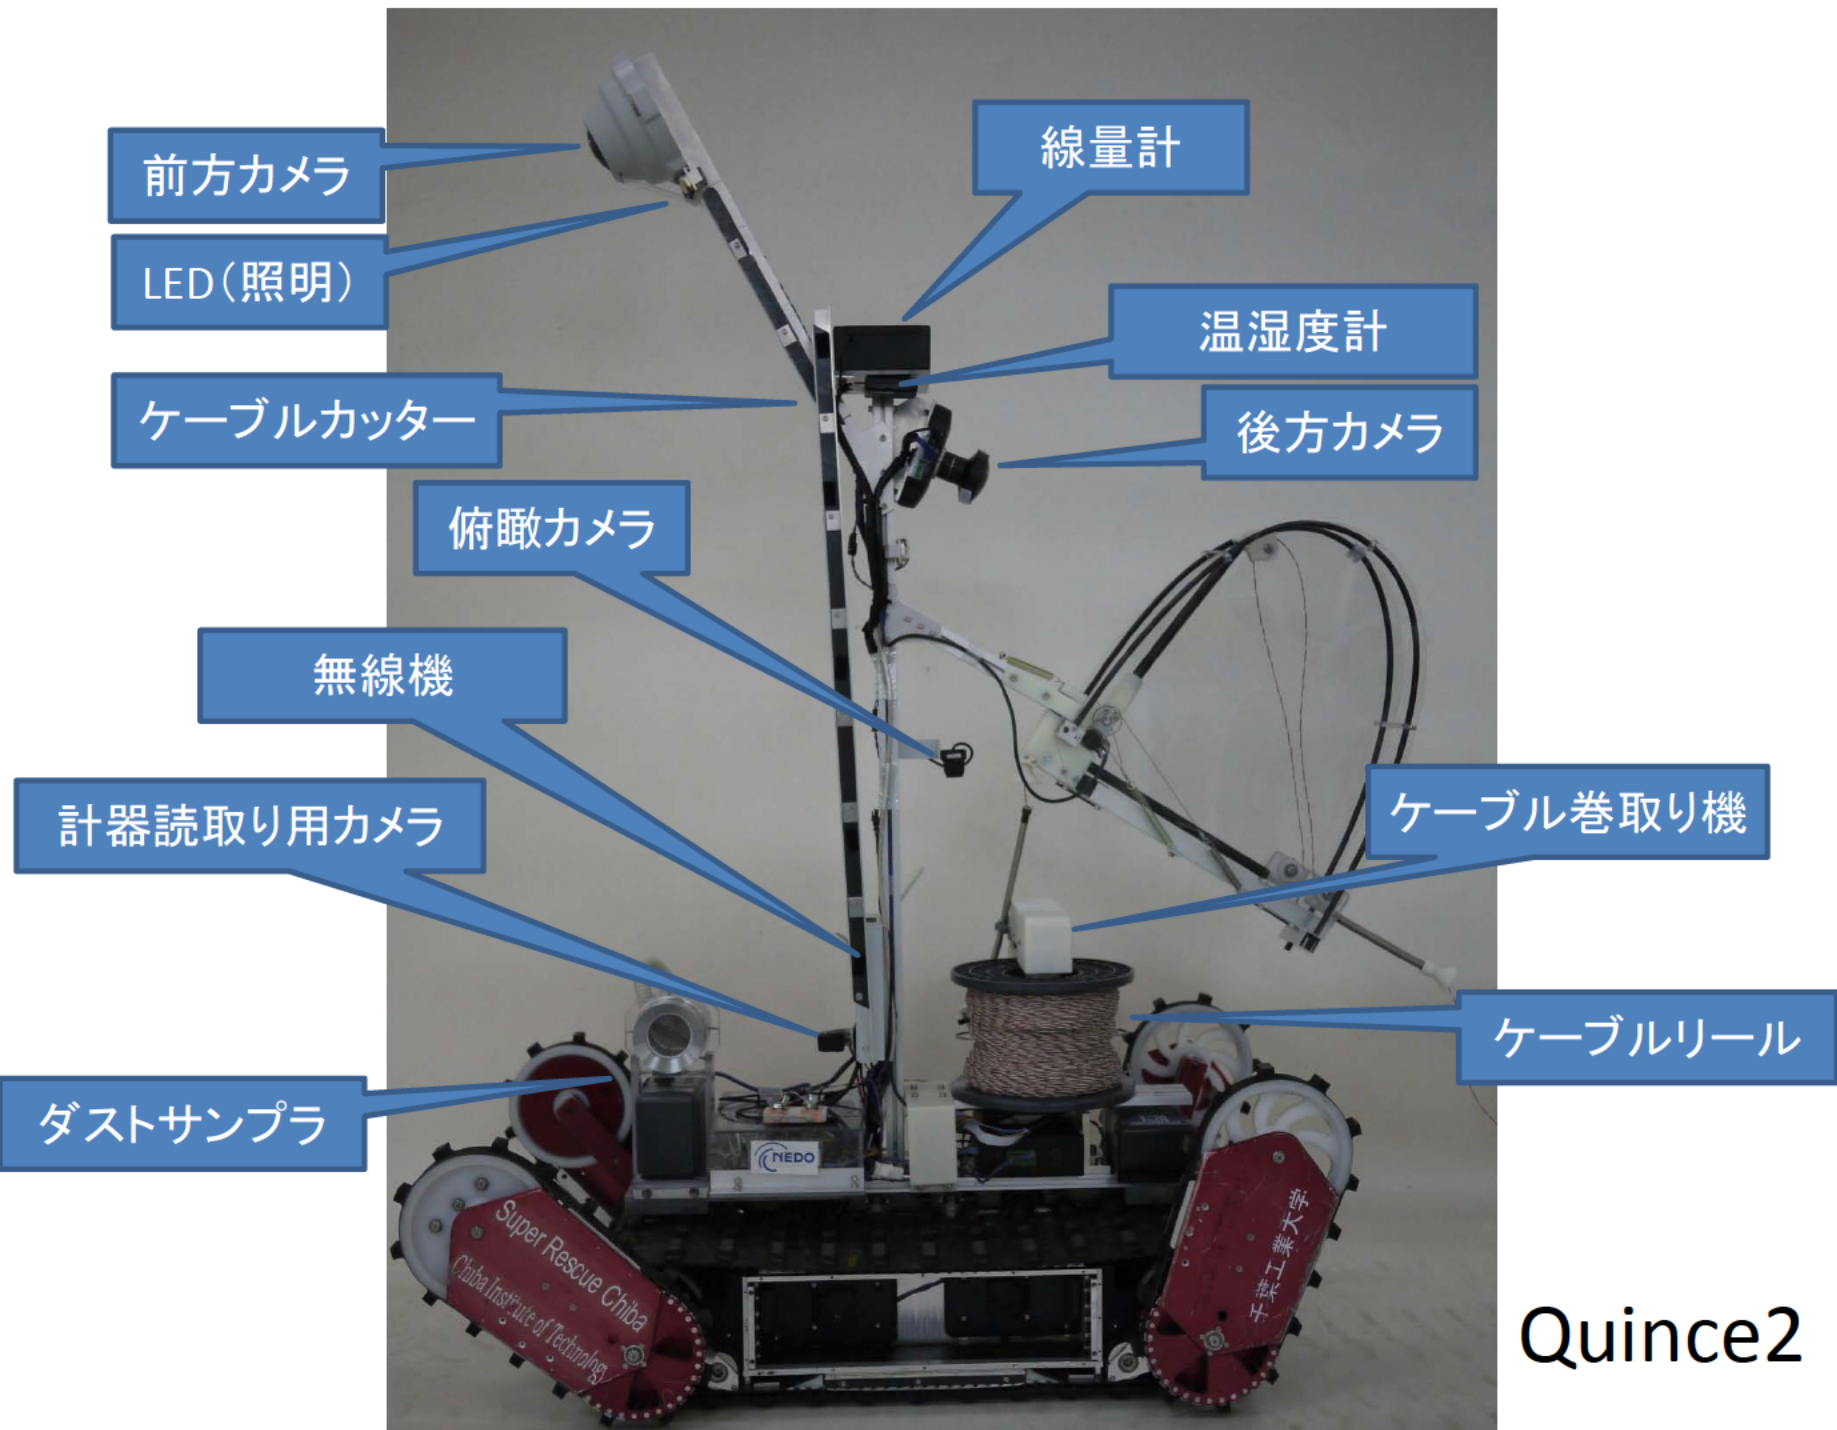 前方カメラ
線量計
LED(照明)
温湿度計
ケーブルカッター
後方カメラ
俯瞰カメラ
無線機
計器読取り用カメラ
ケーブル巻取り機
ケーブルリール
ダストサンプラ
NEDO
Super Rescue Chiba
Chiba Institute of Technology
千葉工業大学
Quince2